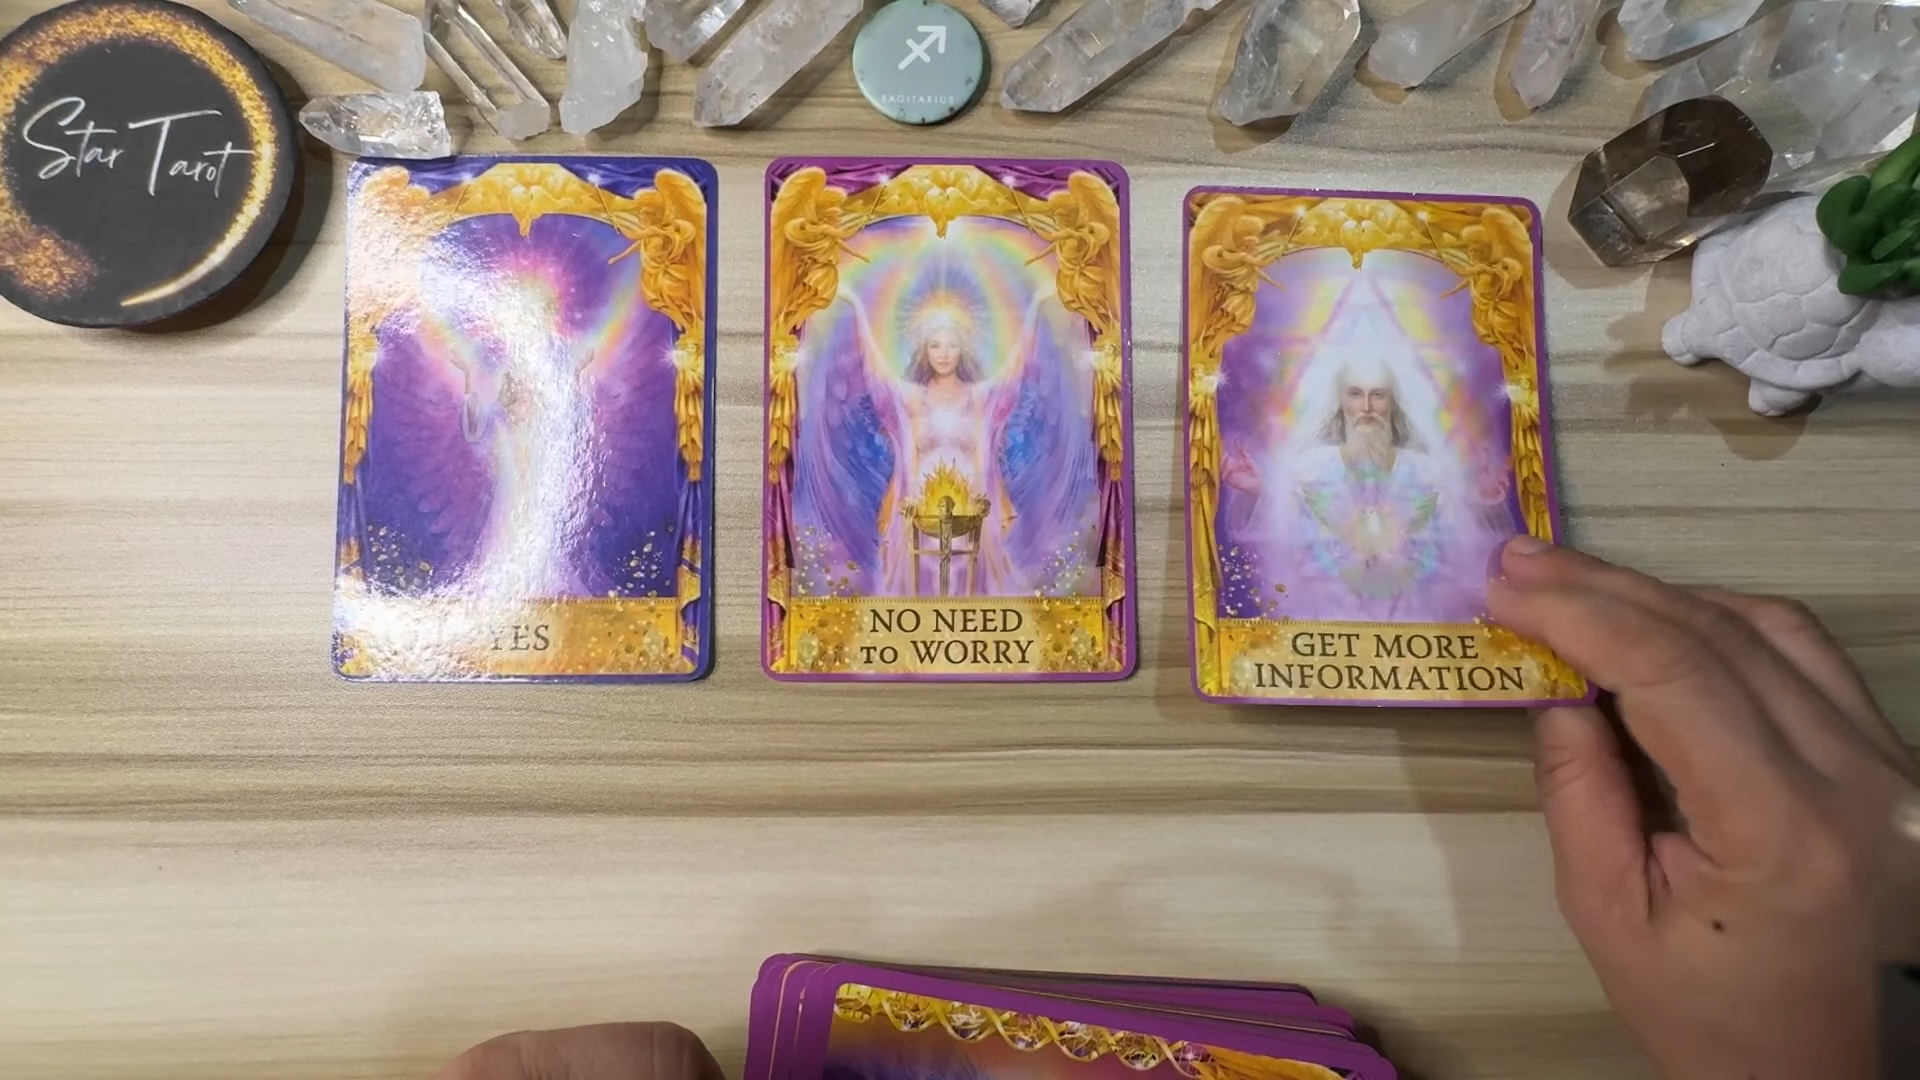 Star Tarot
SAGITARIUS
YES
NO NEED
TO WORRY
GET MORE
INFORMATION